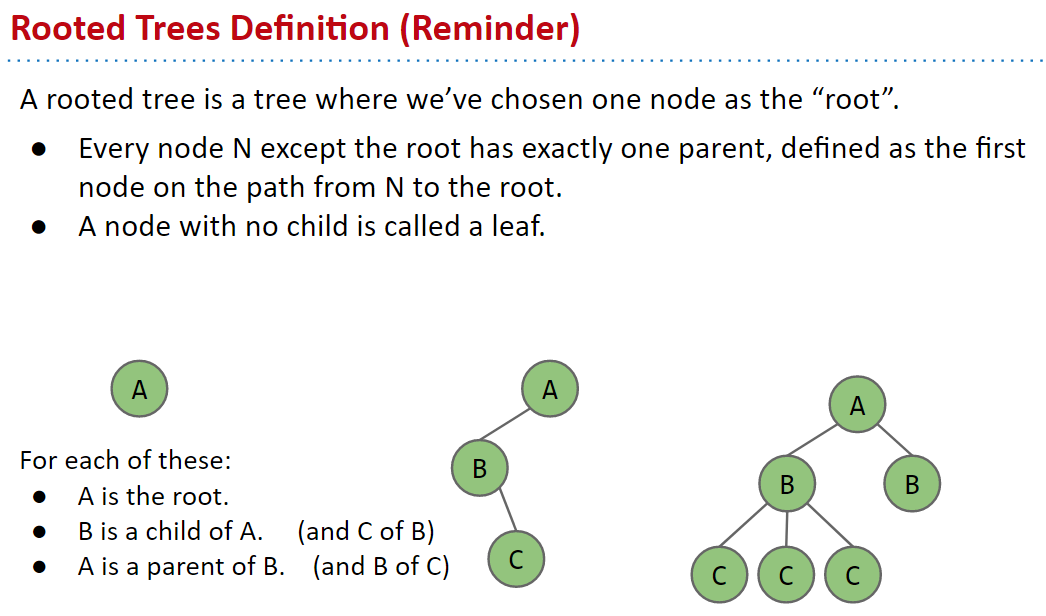 Rooted Trees Definition (Reminder)
A rooted tree is a tree where we’ve chosen one node as the “root”.
● Every node N except the root has exactly one parent, defined as the first
node on the path from N to the root.
● A node with no child is called a leaf.
A
For each of these:
● A is the root.
● B is a child of A. (and C of B)
● A is a parent of B. (and B of C)
A
B
C
A
B B
C C C